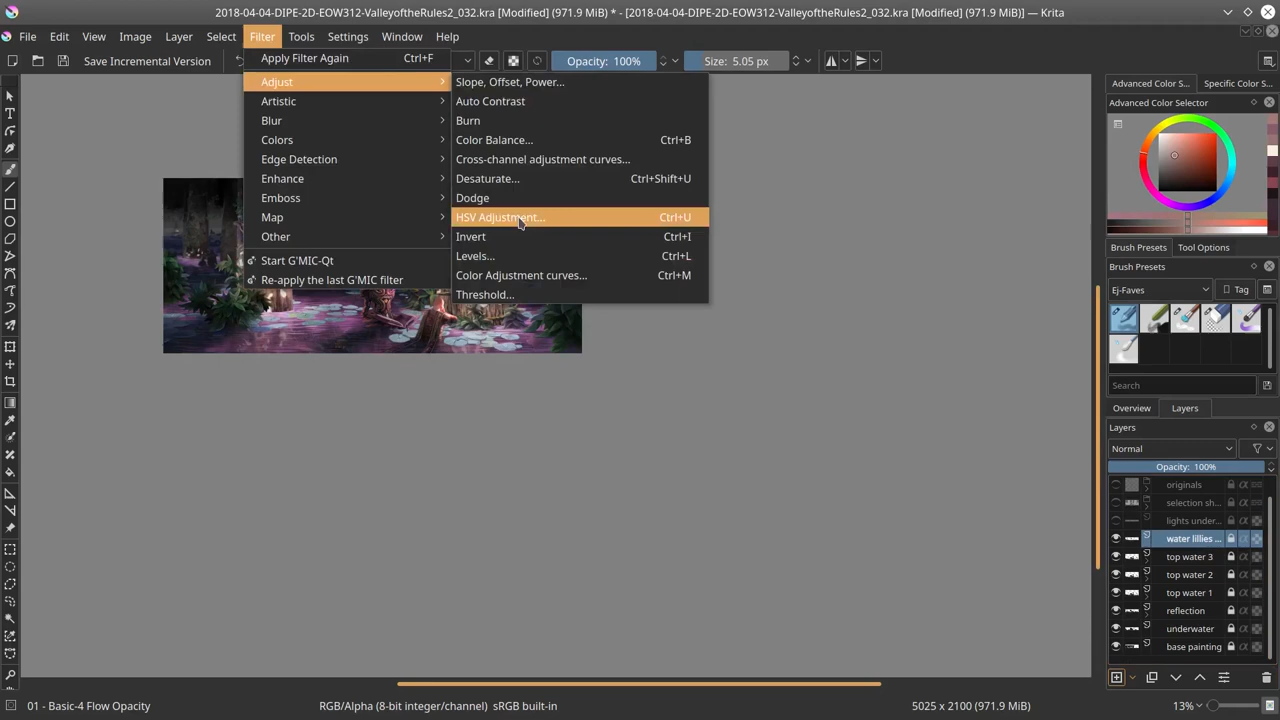 2018-04-04-DIPE-2D-EOW312-ValleyoftheRules2_032.kra [Modified] (971.9 MiB) * - [2018-04-04-DIPE-2D-EOW312-ValleyoftheRules2_032.kra [Modified] (971.9 MiB)] — Krita
File Edit View Image Layer Select Filter Tools Settings Window Help
Save Incremental Version
Opacity: 100%
Size: 5.05 px
Apply Filter Again Ctrl+F
Adjust
Artistic
Blur
Colors
Edge Detection
Enhance
Emboss
Map
Other
Start G'MIC-Qt
Re-apply the last G'MIC filter
Slope, Offset, Power...
Auto Contrast
Burn
Color Balance... Ctrl+B
Cross-channel adjustment curves...
Desaturate... Ctrl+Shift+U
Dodge
HSV Adjustment... Ctrl+U
Invert Ctrl+I
Levels... Ctrl+L
Color Adjustment curves... Ctrl+M
Threshold...
Advanced Color S... Specific Color S...
Advanced Color Selector
Brush Presets Tool Options
Brush Presets
Ej-Faves Tag
Search
Overview Layers
Layers
Normal
Opacity: 100%
originals
selection sh...
lights under...
water lillies ...
top water 3
top water 2
top water 1
reflection
underwater
base painting
01 - Basic-4 Flow Opacity
RGB/Alpha (8-bit integer/channel) sRGB built-in
5025 x 2100 (971.9 MiB)
13%